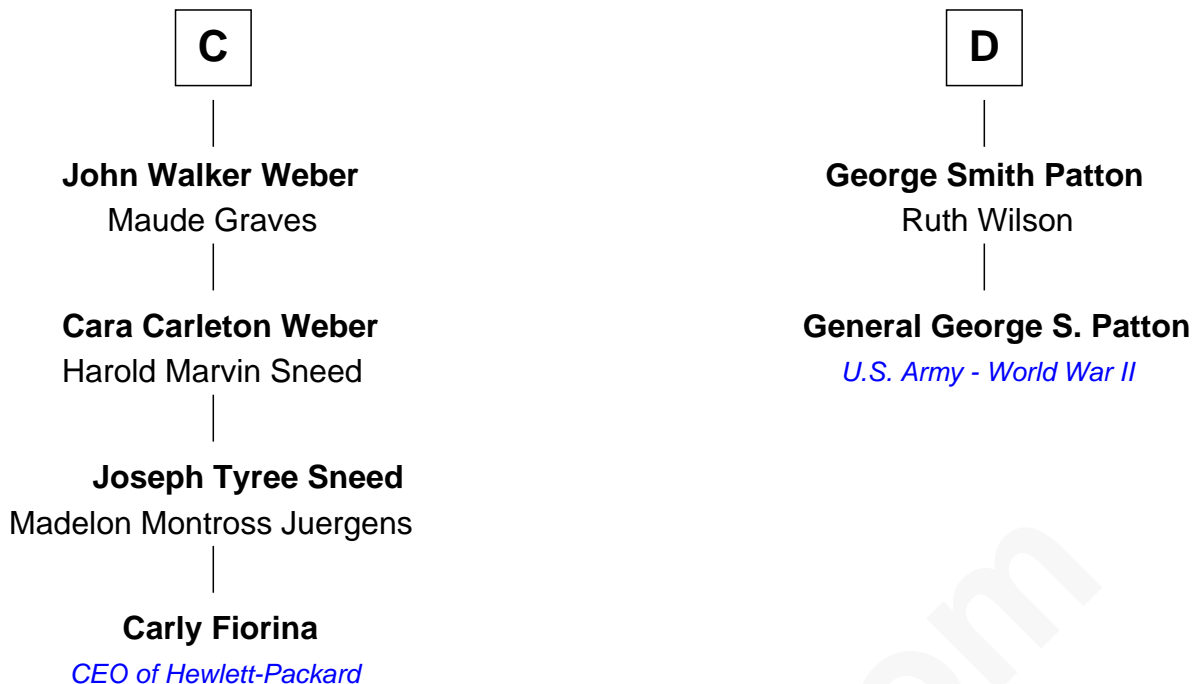 C
John Walker Weber
Maude Graves
Cara Carleton Weber
Harold Marvin Sneed
Joseph Tyree Sneed
Madelon Montross Juergens
Carly Fiorina
CEO of Hewlett-Packard
D
George Smith Patton
Ruth Wilson
General George S. Patton
U.S. Army - World War II
om